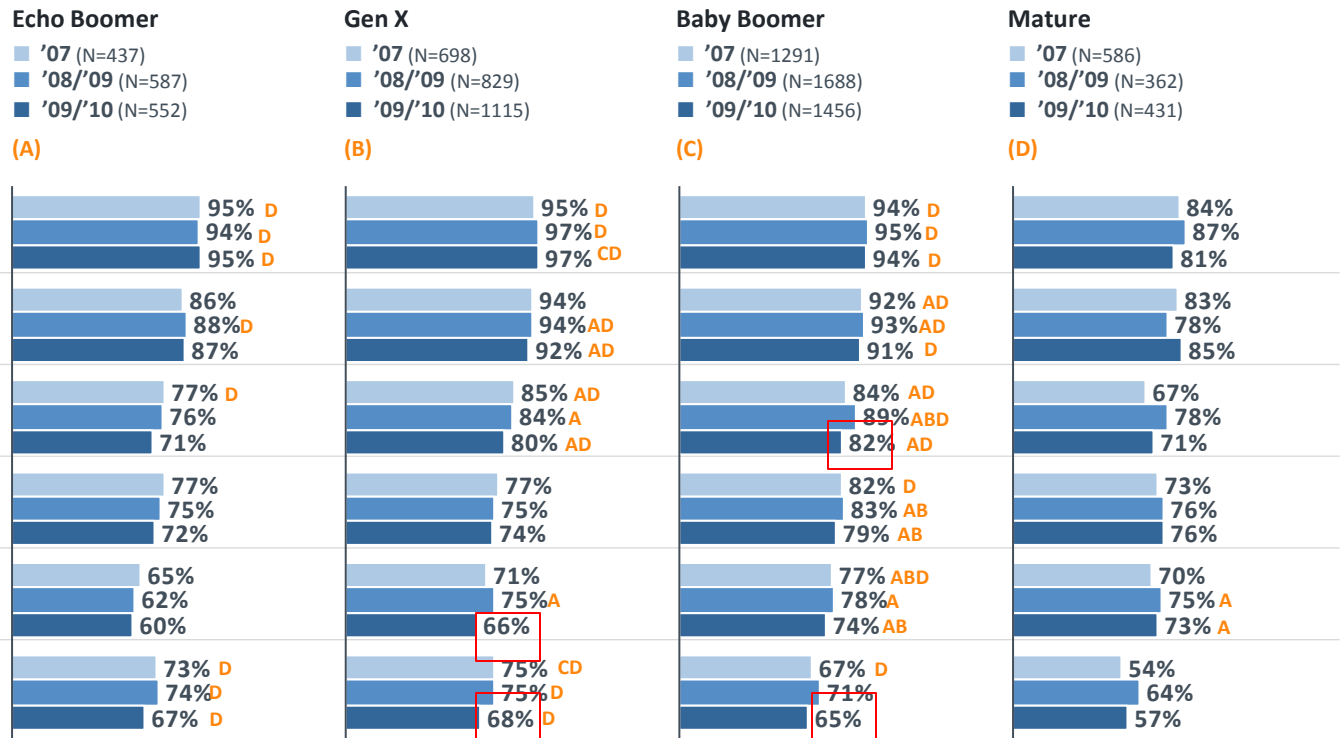 Echo Boomer
'07 (N=437)
'08/'09 (N=587)
'09/'10 (N=552)
(A)
Gen X
'07 (N=698)
'08/'09 (N=829)
'09/'10 (N=1115)
(B)
Baby Boomer
'07 (N=1291)
'08/'09 (N=1688)
'09/'10 (N=1456)
(C)
Mature
'07 (N=586)
'08/'09 (N=362)
'09/'10 (N=431)
(D)
95% D
94% D
95% D
95% D
97% D
97% CD
94% D
95% D
94% D
84%
87%
81%
86%
88% D
87%
94%
94% AD
92% AD
92% AD
93% AD
91% D
83%
78%
85%
77% D
76%
71%
85% AD
84% A
80% AD
84% AD
89% ABD
82% AD
67%
78%
71%
77%
75%
72%
77%
75%
74%
82% D
83% AB
79% AB
73%
76%
76%
65%
62%
60%
71%
75% A
66%
77% ABD
78% A
74% AB
70%
75% A
73% A
73% D
74% D
67% D
75% CD
75% D
68% D
67% D
71%
65%
54%
64%
57%